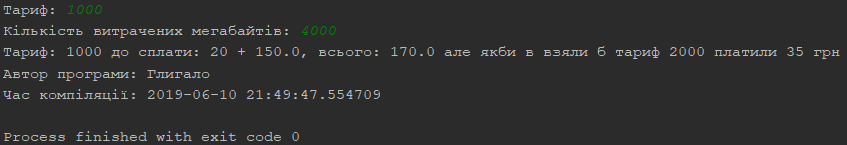 Тариф: 1000
Кількість витрачених мегабайтів: 4000
Тариф: 1000 до сплати: 20 + 150.0, всього: 170.0 але якби в взяли б тариф 2000 платили 35 грн
Автор програми: Глигало
Час компіляції: 2019-06-10 21:49:47.554709
Process finished with exit code 0